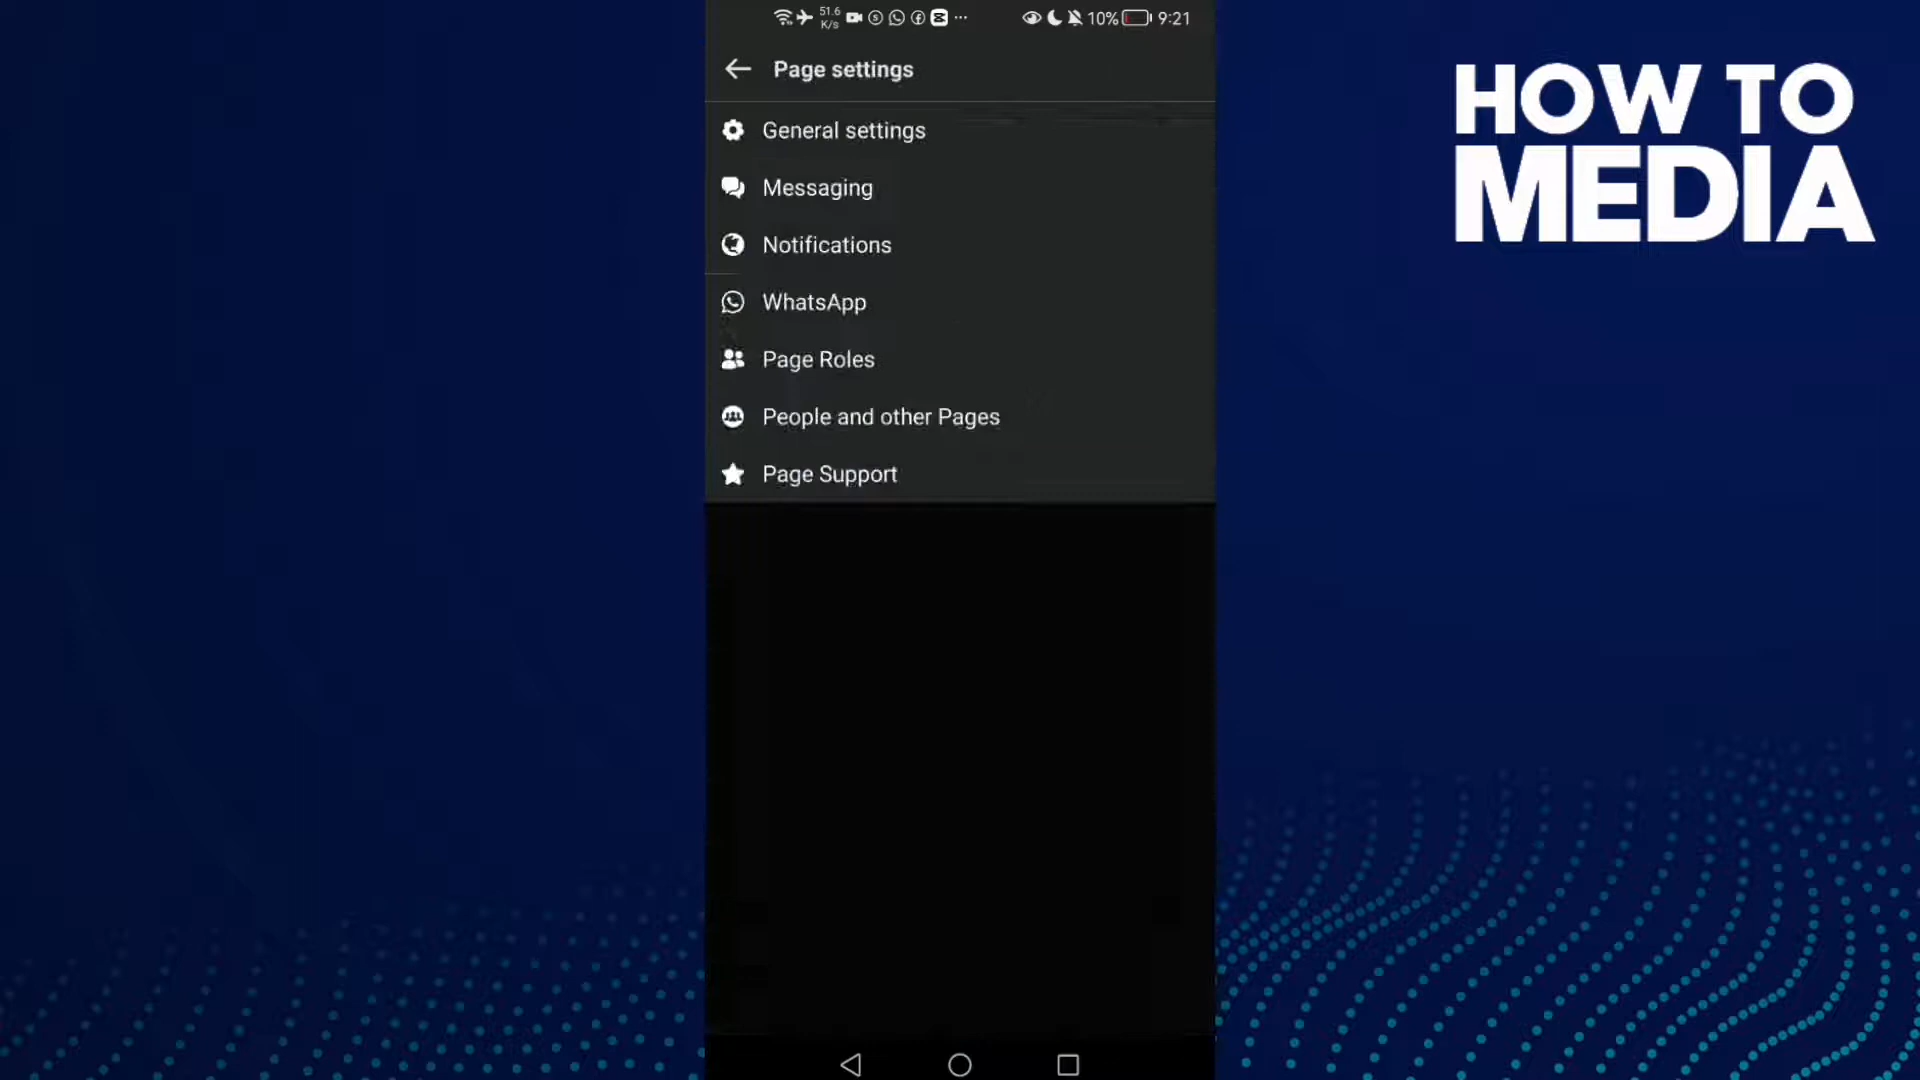 51.6
K/s
10%
9:21
Page settings
General settings
Messaging
Notifications
WhatsApp
Page Roles
People and other Pages
Page Support
HOW TO
MEDIA